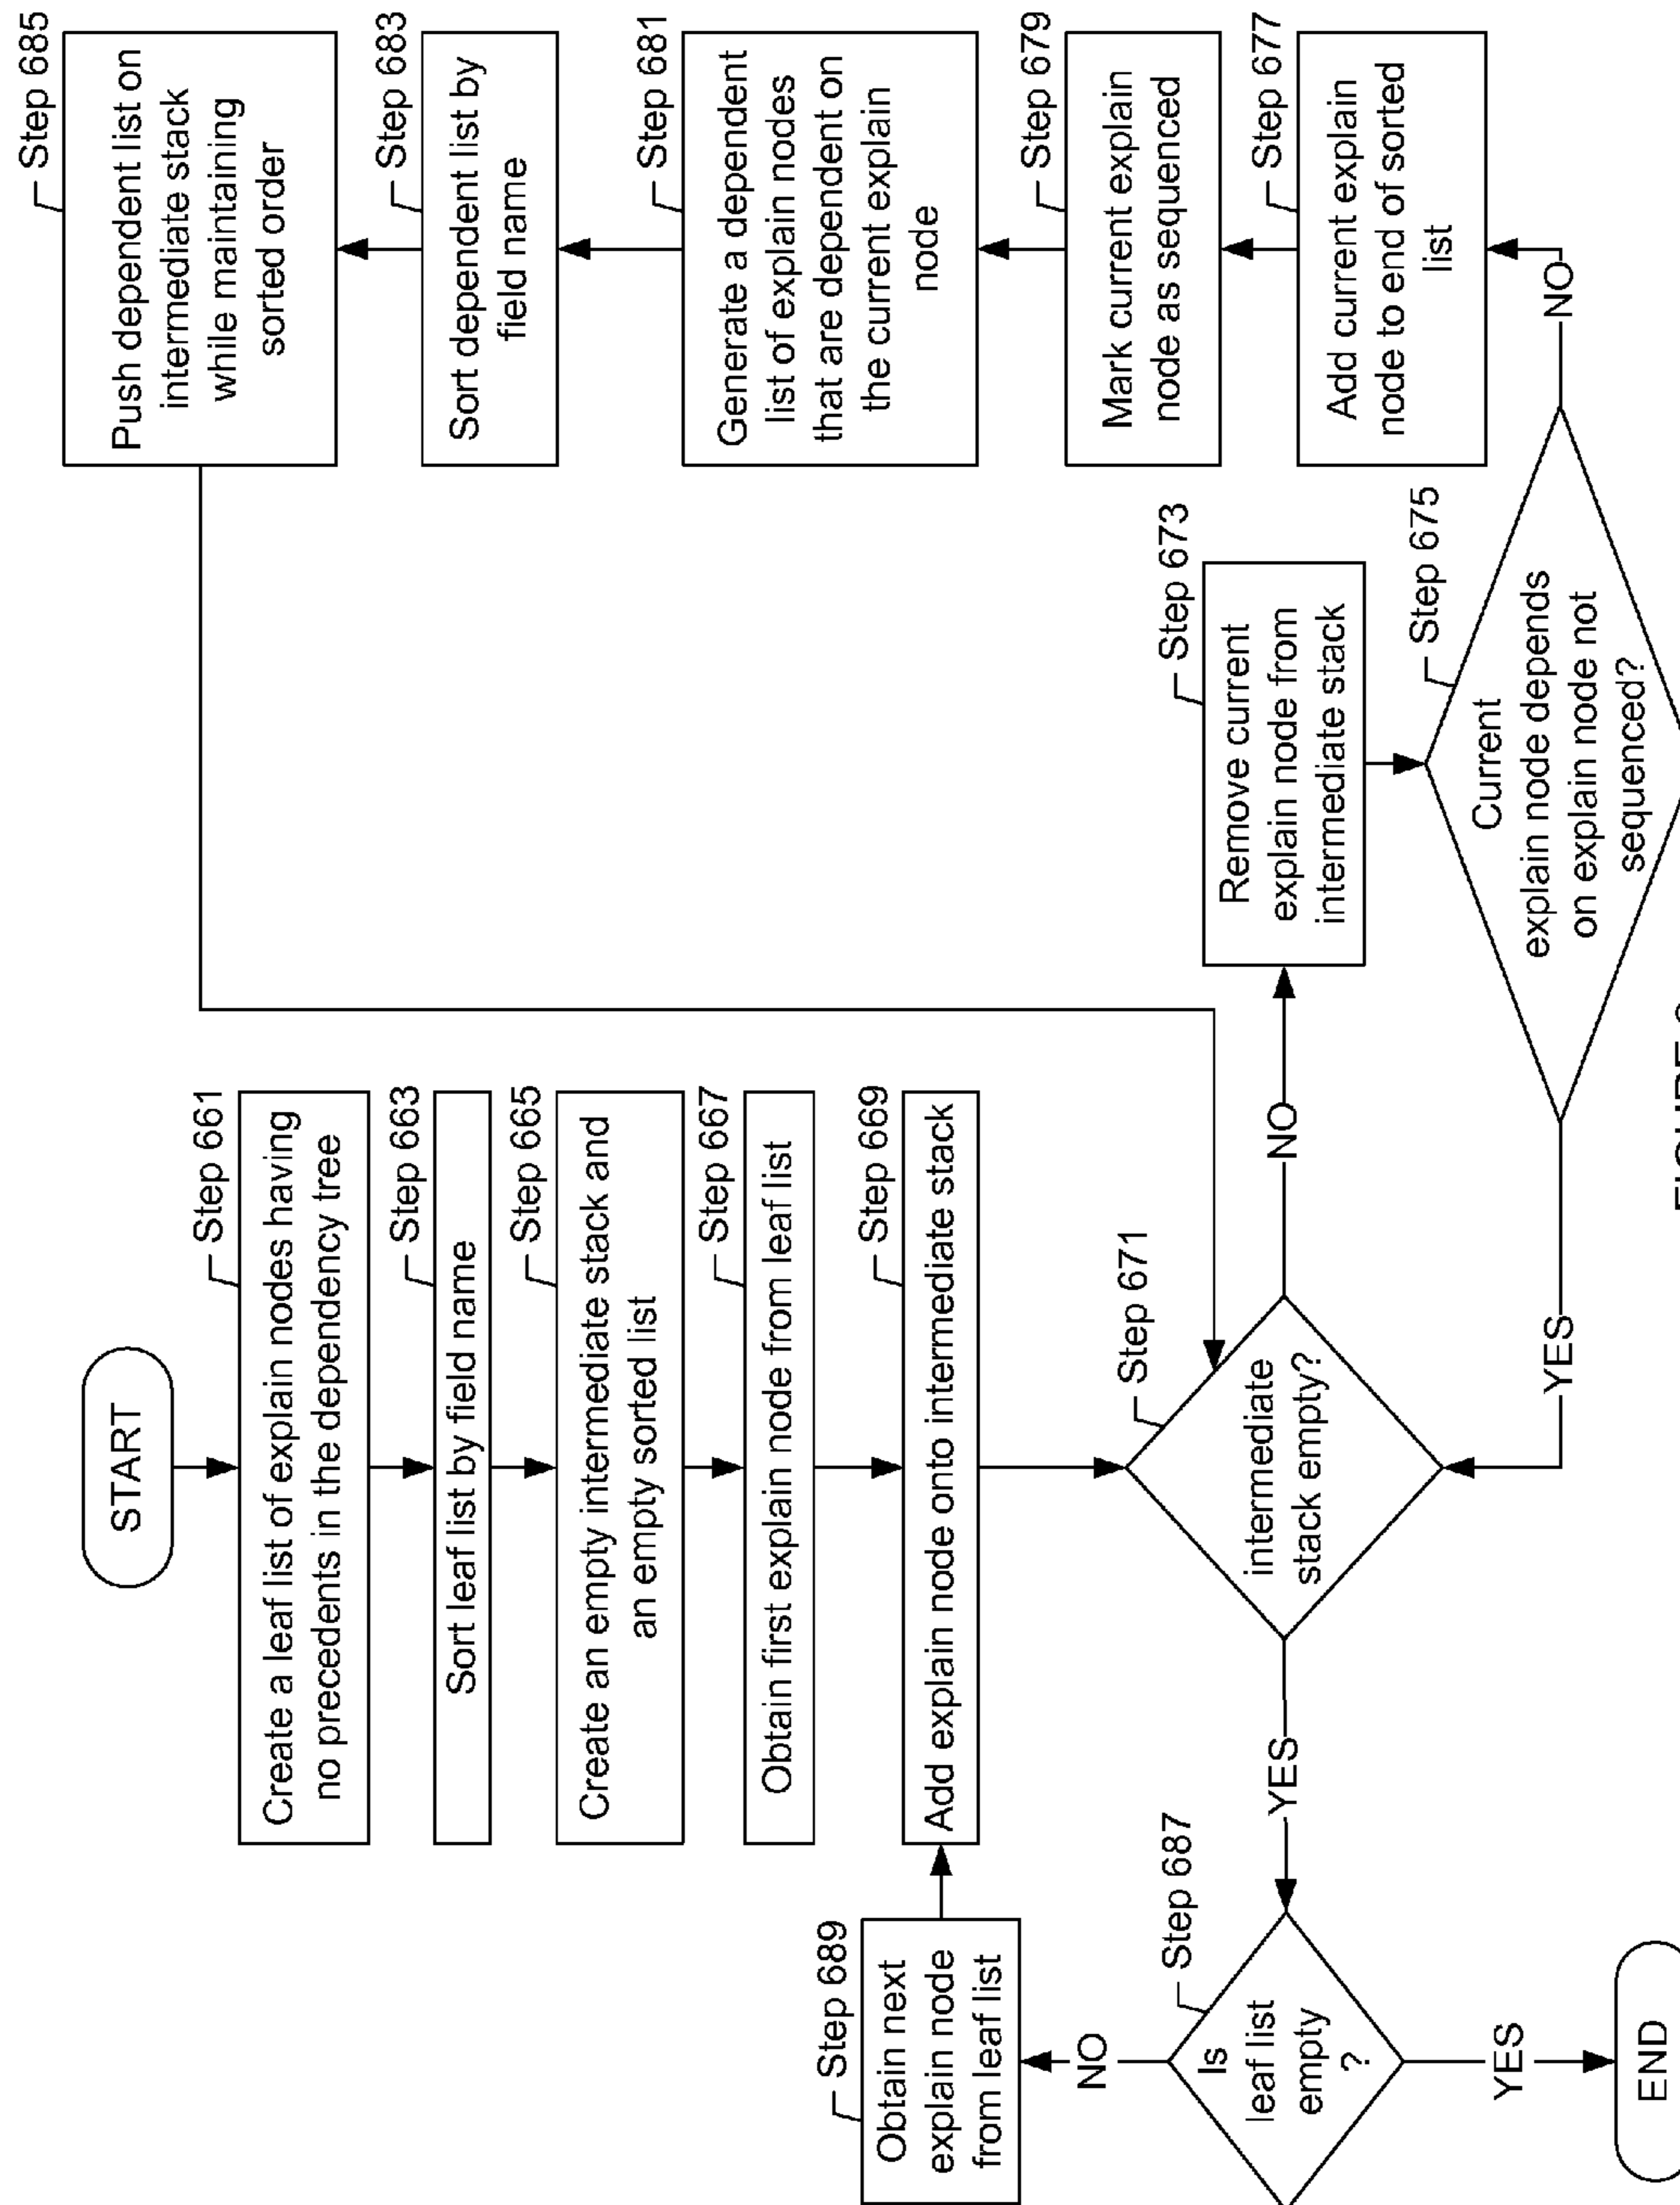 START
Step 661
Create a leaf list of explain nodes having
no precedents in the dependency tree
Step 663
Sort leaf list by field name
Step 665
Create an empty intermediate stack and
an empty sorted list
Step 667
Obtain first explain node from leaf list
Step 669
Add explain node onto intermediate stack
Step 671
intermediate
stack empty?
NO
YES
Step 673
Remove current
explain node from
intermediate stack
Step 675
Current
explain node depends
on explain node not
sequenced?
YES
NO
Step 677
Add current explain
node to end of sorted
list
Step 679
Mark current explain
node as sequenced
Step 681
Generate a dependent
list of explain nodes
that are dependent on
the current explain
node
Step 683
Sort dependent list by
field name
Step 685
Push dependent list on
intermediate stack
while maintaining
sorted order
Step 687
Is
leaf list
empty
?
NO
YES
Step 689
Obtain next
explain node
from leaf list
END